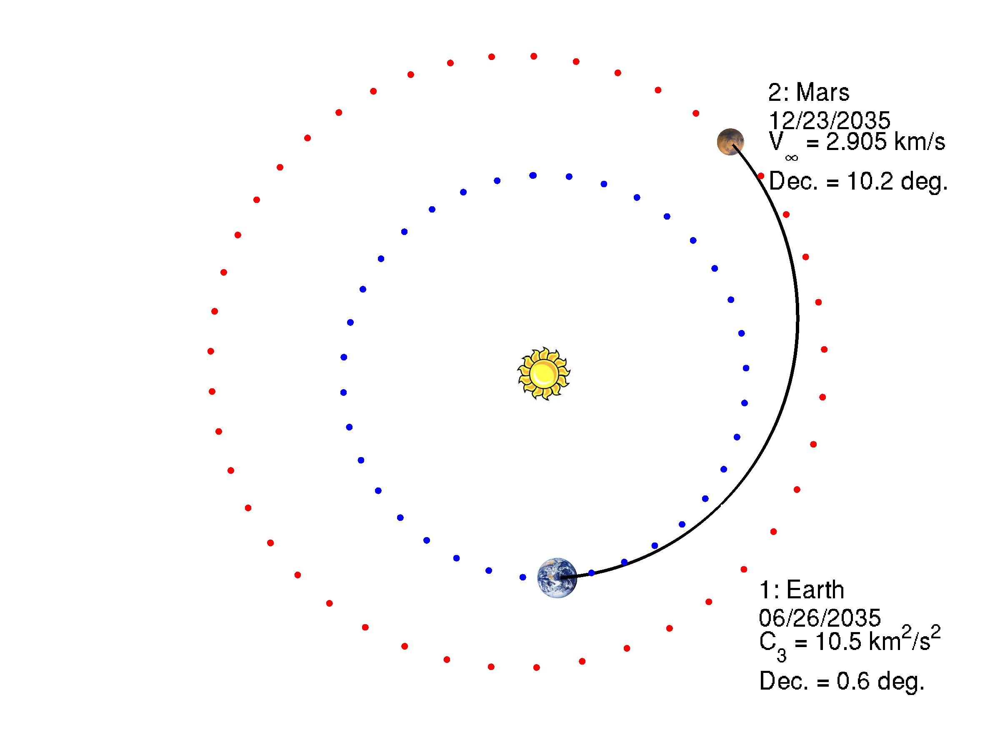 2: Mars
12/23/2035
V∞ = 2.905 km/s
Dec. = 10.2 deg.
1: Earth
06/26/2035
C₃ = 10.5 km²/s²
Dec. = 0.6 deg.